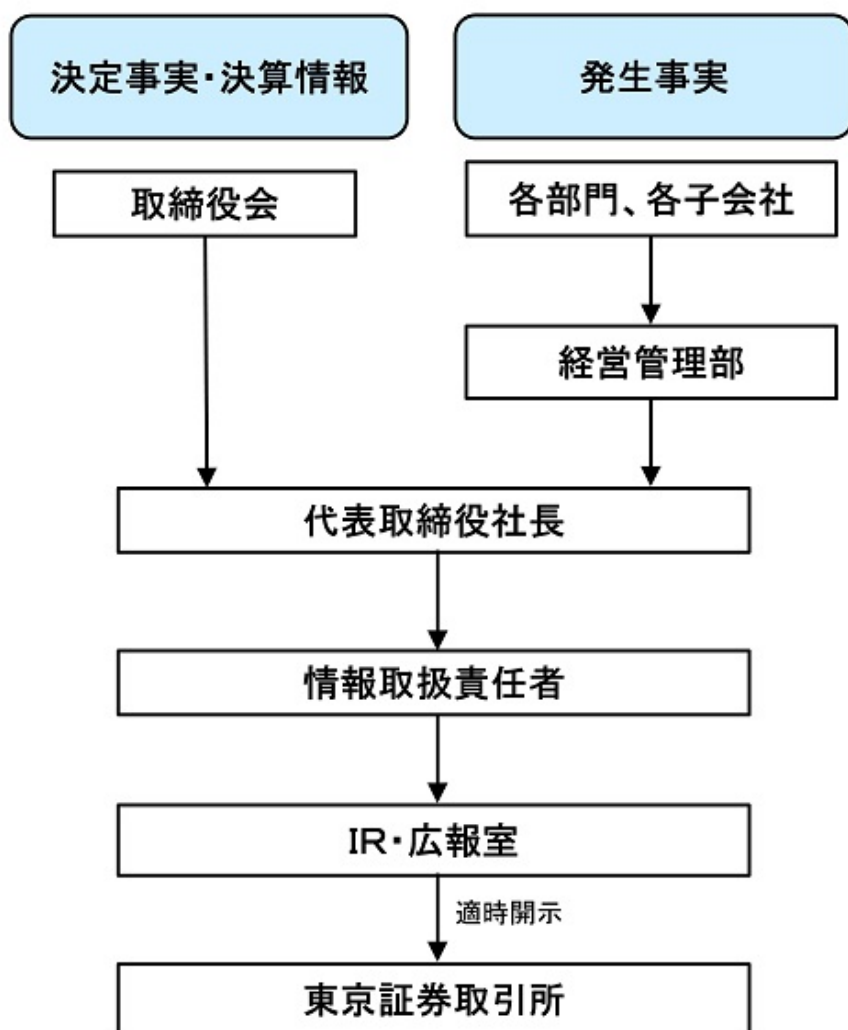 決定事実・決算情報
発生事実
取締役会
各部門、各子会社
経営管理部
代表取締役社長
情報取扱責任者
IR・広報室
適時開示
東京証券取引所